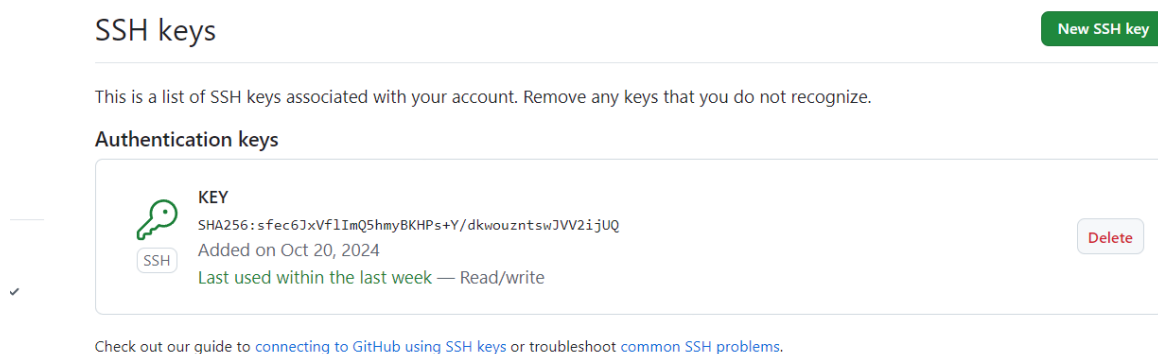 SSH keys
New SSH key
This is a list of SSH keys associated with your account. Remove any keys that you do not recognize.
Authentication keys
KEY
SHA256:sfec6JxVflImQ5hmyBKHPs+Y/dkwouzntswJVV2ijUQ
Added on Oct 20, 2024
Last used within the last week — Read/write
SSH
Delete
Check out our guide to connecting to GitHub using SSH keys or troubleshoot common SSH problems.